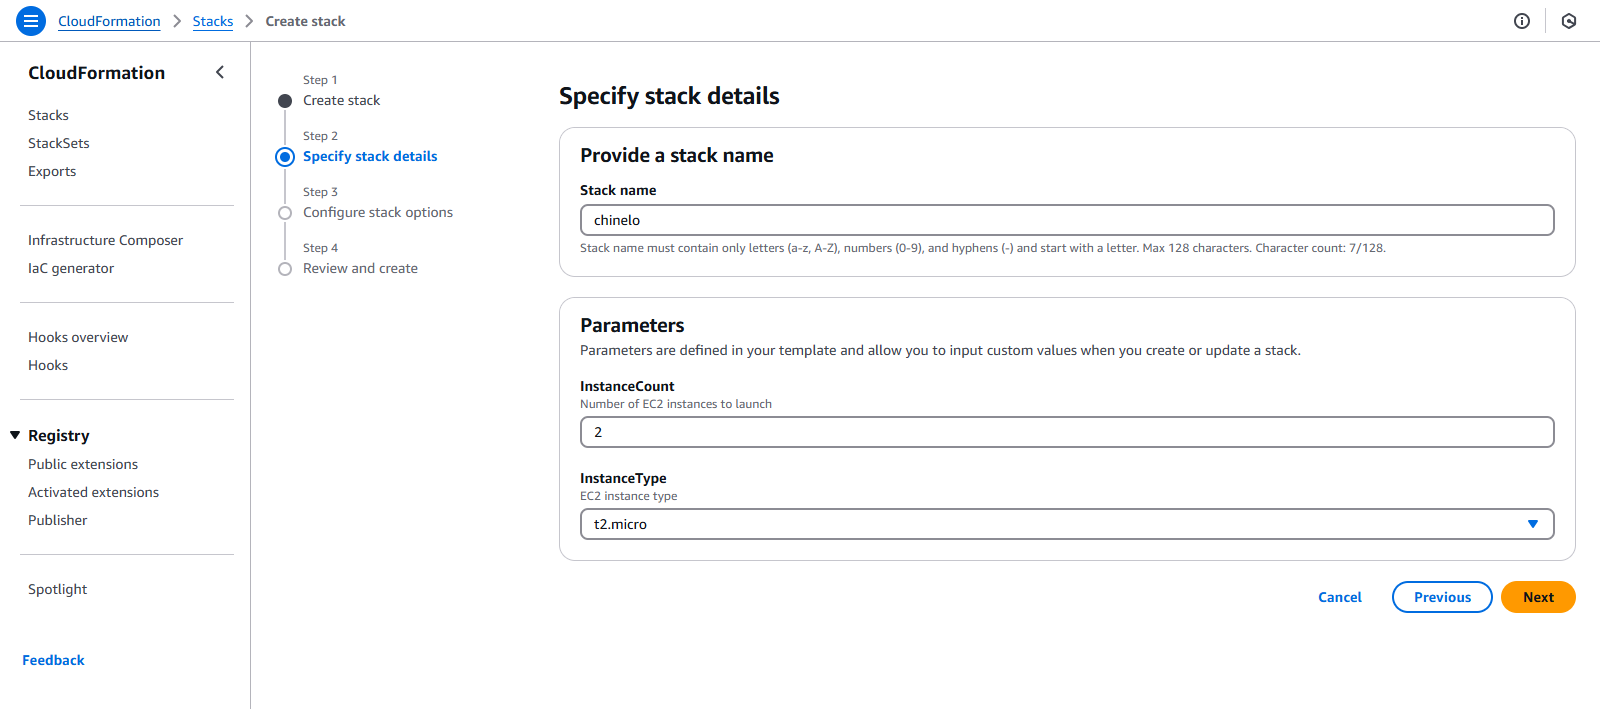 CloudFormation > Stacks > Create stack
CloudFormation
Stacks
StackSets
Exports
Infrastructure Composer
IaC generator
Hooks overview
Hooks
Registry
Public extensions
Activated extensions
Publisher
Spotlight
Feedback
Step 1
Create stack
Step 2
Specify stack details
Step 3
Configure stack options
Step 4
Review and create
Specify stack details
Provide a stack name
Stack name
chinelo
Stack name must contain only letters (a-z, A-Z), numbers (0-9), and hyphens (-) and start with a letter. Max 128 characters. Character count: 7/128.
Parameters
Parameters are defined in your template and allow you to input custom values when you create or update a stack.
InstanceCount
Number of EC2 instances to launch
2
InstanceType
EC2 instance type
t2.micro
Cancel Previous Next